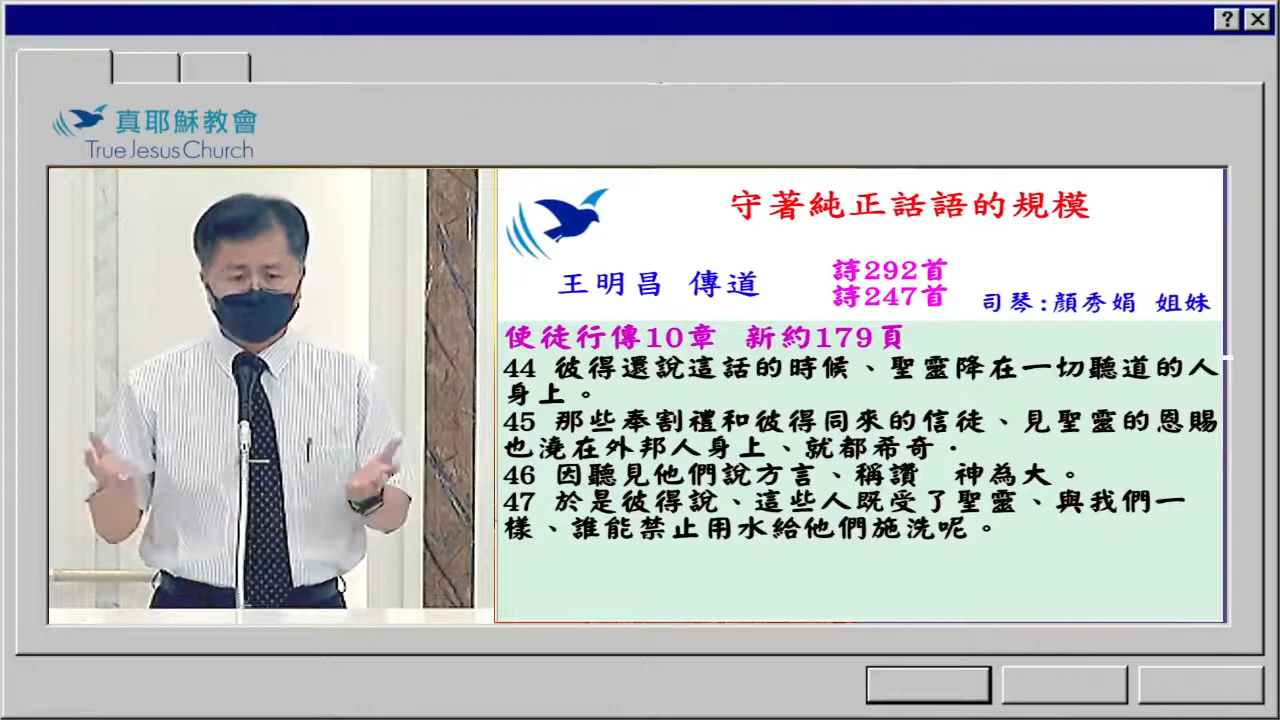 ?
真耶穌教會
True Jesus Church
守著純正話語的規模
王明昌 傳道
詩292首
詩247首
司琴:顏秀娟 姐妹
使徒行傳10章 新約179頁
44 彼得還說這話的時候、聖靈降在一切聽道的人
身上。
45 那些奉割禮和彼得同來的信徒、見聖靈的恩賜
也澆在外邦人身上、就都希奇．
46 因聽見他們說方言、稱讚　神為大。
47 於是彼得說、這些人既受了聖靈、與我們一
樣、誰能禁止用水給他們施洗呢。